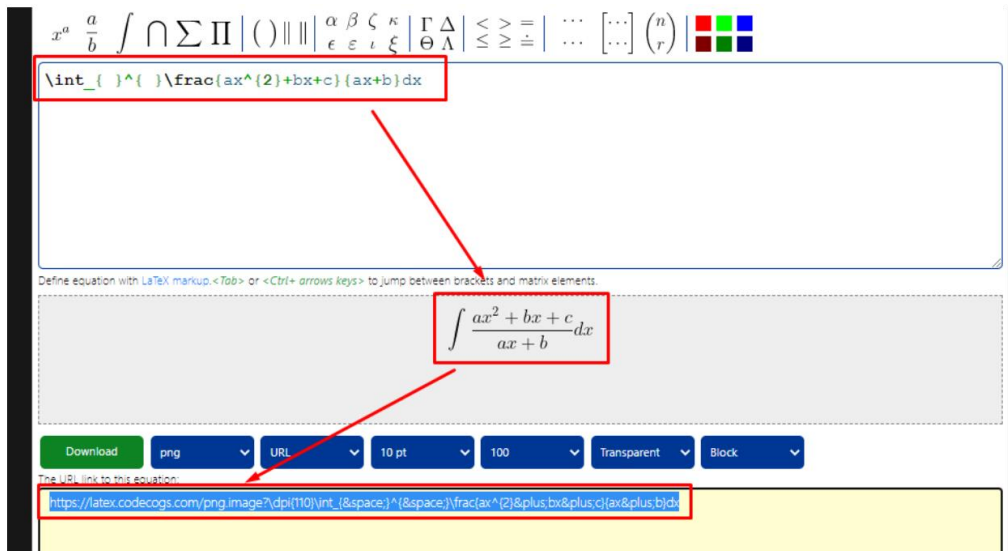 x^a a/b ∫ ⋂ ∑ ∏ ( ) || || α β ζ κ Γ Δ < > = ⋯ [⋯] (n
ϵ ε ι ξ Θ Λ ≤ ≥ ≐ ⋯ [⋯] r)
\int_{ }^{ }\frac{ax^{2}+bx+c}{ax+b}dx
Define equation with LaTeX markup.<Tab> or <Ctrl+ arrows keys> to jump between brackets and matrix elements.
∫ (ax² + bx + c)/(ax + b) dx
Download png URL 10 pt 100 Transparent Block
The URL link to this equation:
https://latex.codecogs.com/png.image?\dpi{110}\int_{&space;}^{&space;}\frac{ax^{2}&plus;bx&plus;c}{ax&plus;b}dx